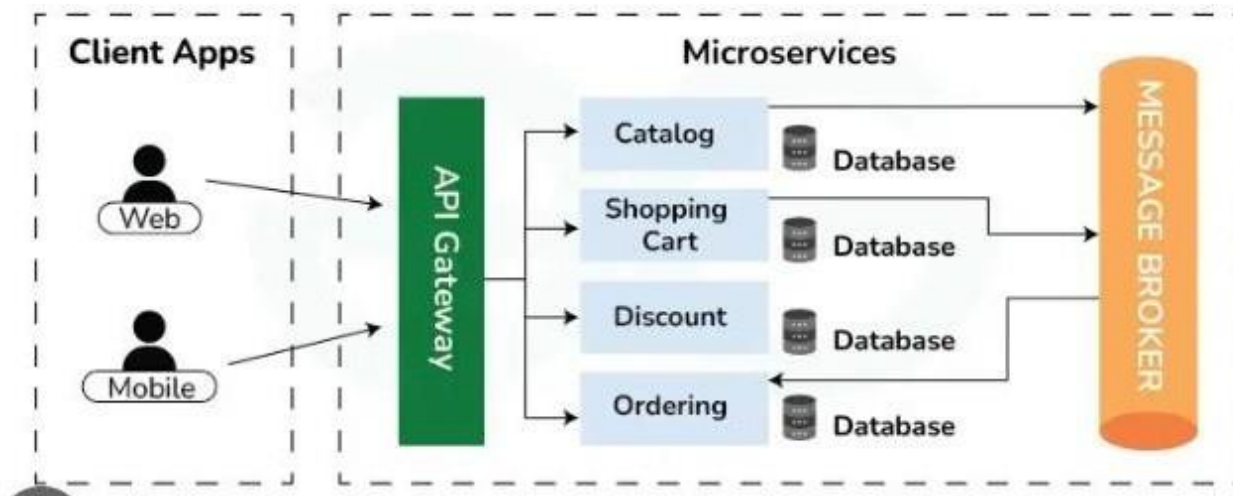 Client Apps
Web
Mobile
Microservices
API Gateway
Catalog
Database
Shopping
Cart
Database
Discount
Database
Ordering
Database
MESSAGE BROKER